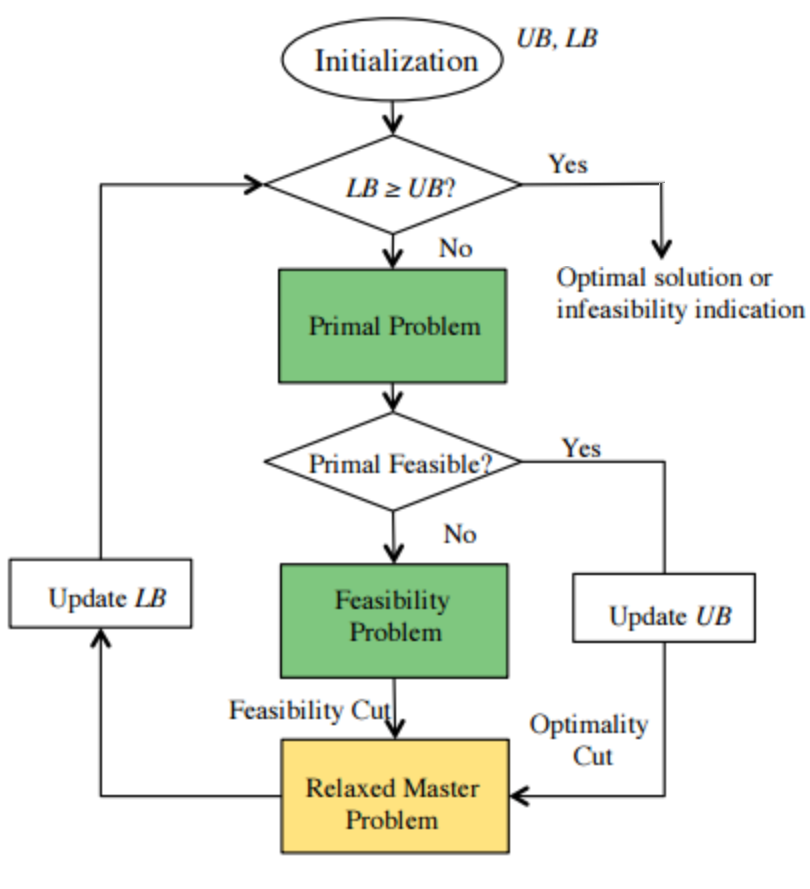 Initialization
UB, LB
LB ≥ UB?
Yes
No
Optimal solution or
infeasibility indication
Primal Problem
Primal Feasible?
Yes
No
Update LB
Feasibility
Problem
Update UB
Feasibility Cut
Optimality
Cut
Relaxed Master
Problem